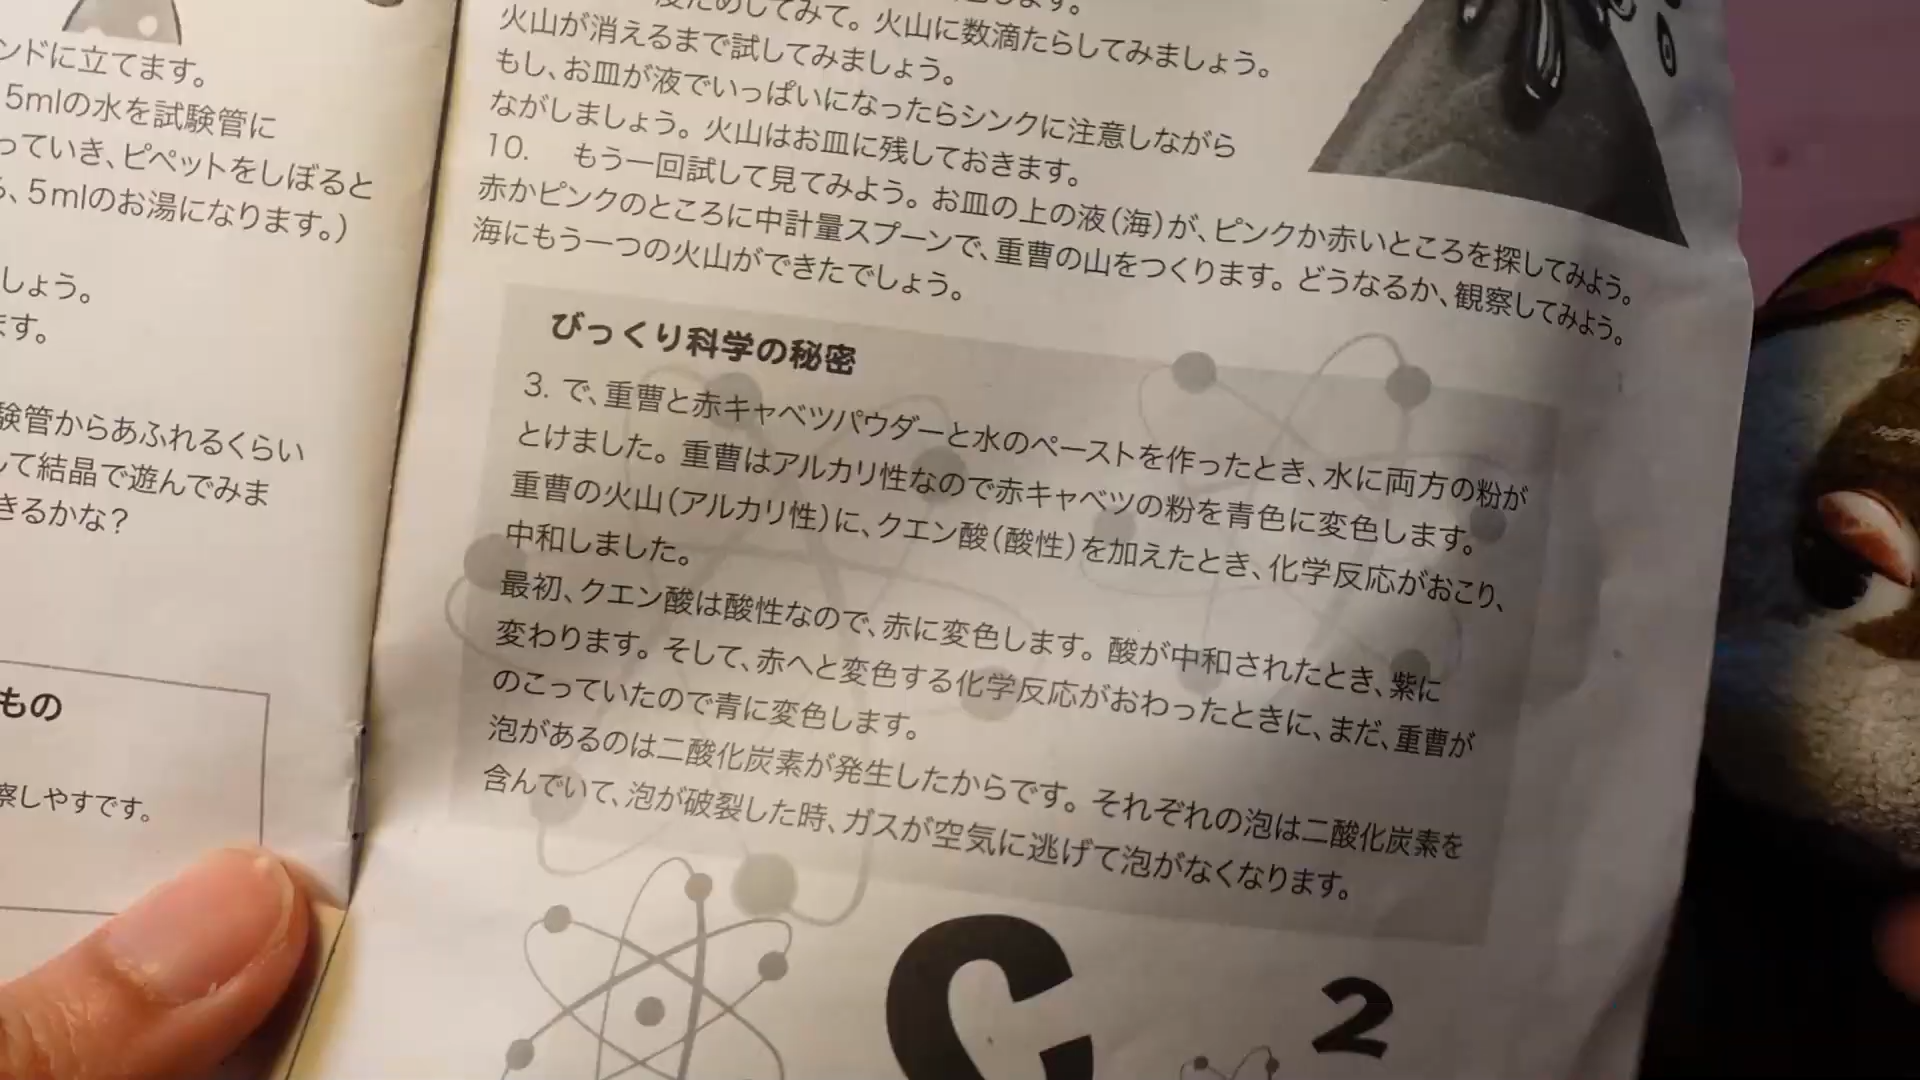 ンドに立てます。
5mlの水を試験管に
っていき、ピペットをしぼると
、5mlのお湯になります。)
しょう。
ます。
験管からあふれるくらい
て結晶で遊んでみま
きるかな?
もの
察しやすです。
してみて。火山に数滴たらしてみましょう。
火山が消えるまで試してみましょう。
もし、お皿が液でいっぱいになったらシンクに注意しながら
ながしましょう。火山はお皿に残しておきます。
10. もう一回試して見てみよう。お皿の上の液(海)が、ピンクか赤いところを探してみよう。
赤かピンクのところに中計量スプーンで、重曹の山をつくります。どうなるか、観察してみよう。
海にもう一つの火山ができたでしょう。
びっくり科学の秘密
3. で、重曹と赤キャベツパウダーと水のペーストを作ったとき、水に両方の粉が
とけました。重曹はアルカリ性なので赤キャベツの粉を青色に変色します。
重曹の火山(アルカリ性)に、クエン酸(酸性)を加えたとき、化学反応がおこり、
中和しました。
最初、クエン酸は酸性なので、赤に変色します。酸が中和されたとき、紫に
変わります。そして、赤へと変色する化学反応がおわったときに、まだ、重曹が
のこっていたので青に変色します。
泡があるのは二酸化炭素が発生したからです。それぞれの泡は二酸化炭素を
含んでいて、泡が破裂した時、ガスが空気に逃げて泡がなくなります。
2